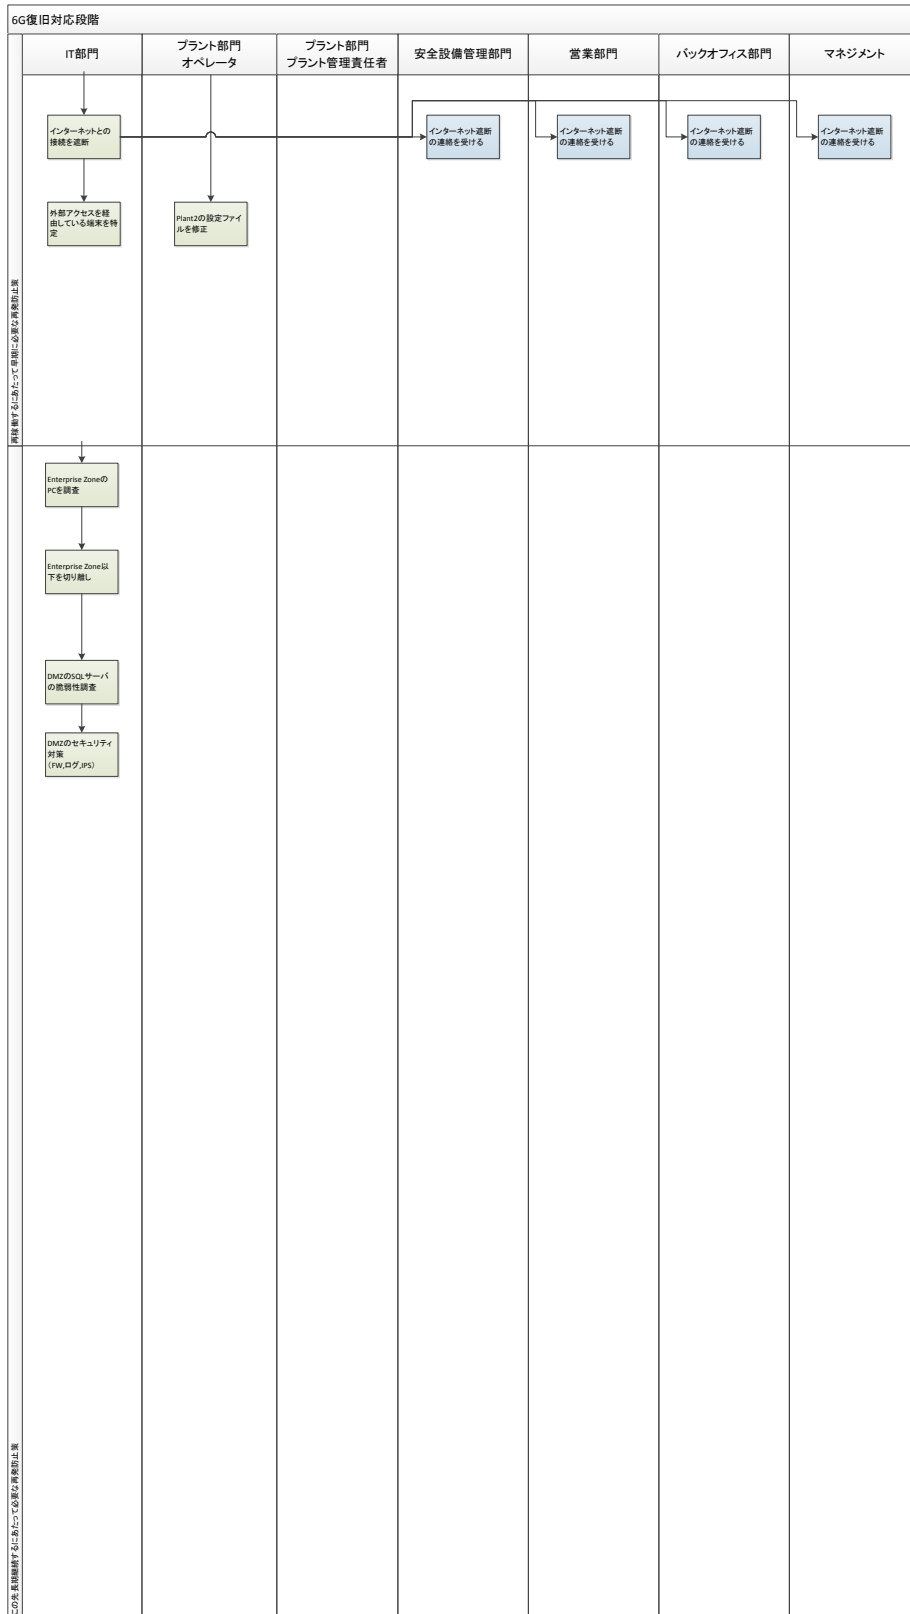 6G復旧対応段階
IT部門
プラント部門
オペレータ
プラント部門
プラント管理責任者
安全設備管理部門
営業部門
バックオフィス部門
マネジメント
再稼働するにあたって早期に必要な再発防止策
インターネットとの
接続を遮断
インターネット遮断
の連絡を受ける
インターネット遮断
の連絡を受ける
インターネット遮断
の連絡を受ける
インターネット遮断
の連絡を受ける
外部アクセスを経
由している端末を特
定
Plant2の設定ファイ
ルを修正
この先長期継続するにあたって必要な再発防止策
Enterprise Zoneの
PCを調査
Enterprise Zone以
下を切り離し
DMZのSQLサーバ
の脆弱性調査
DMZのセキュリティ
対策
（FW,ログ,IPS）